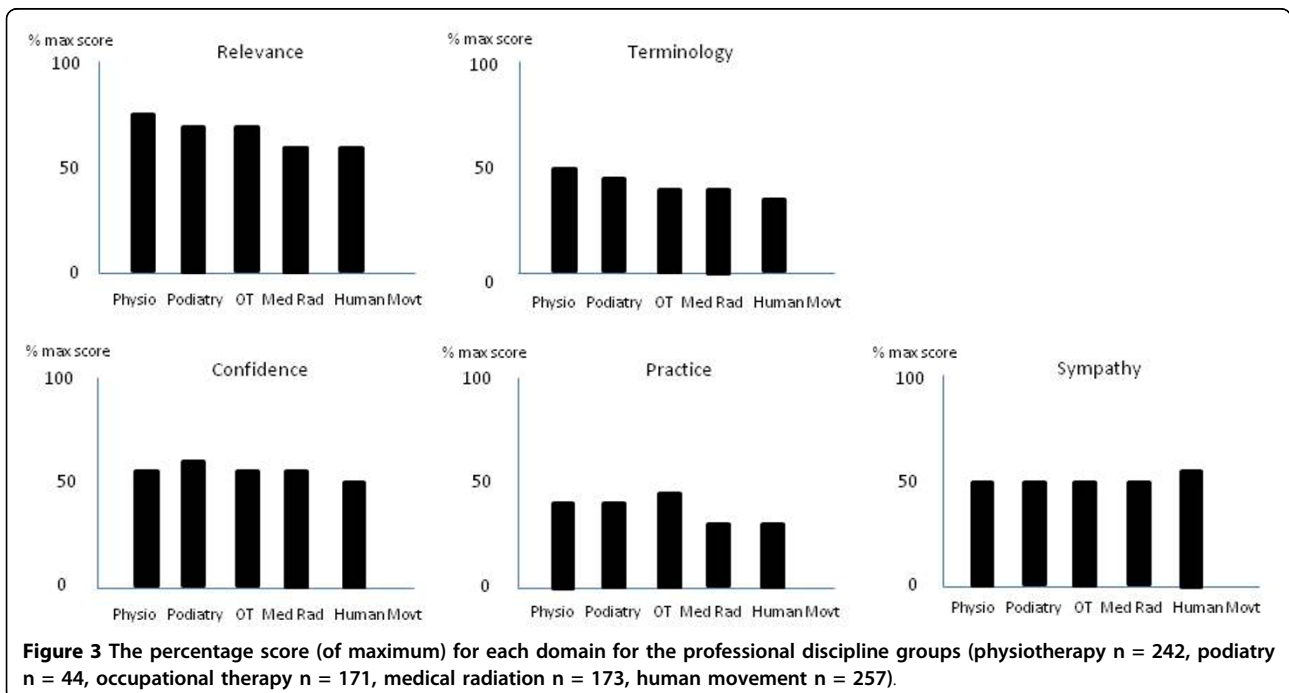 % max score
Relevance
100
50
0
Physio Podiatry OT Med Rad Human Movt
Terminology
100
50
0
Physio Podiatry OT Med Rad Human Movt
% max score
Confidence
100
50
0
Physio Podiatry OT Med Rad Human Movt
% max score
Practice
100
50
0
Physio Podiatry OT Med Rad Human Movt
% max score
Sympathy
100
50
0
Physio Podiatry OT Med Rad Human Movt
Figure 3 The percentage score (of maximum) for each domain for the professional discipline groups (physiotherapy n = 242, podiatry
n = 44, occupational therapy n = 171, medical radiation n = 173, human movement n = 257).